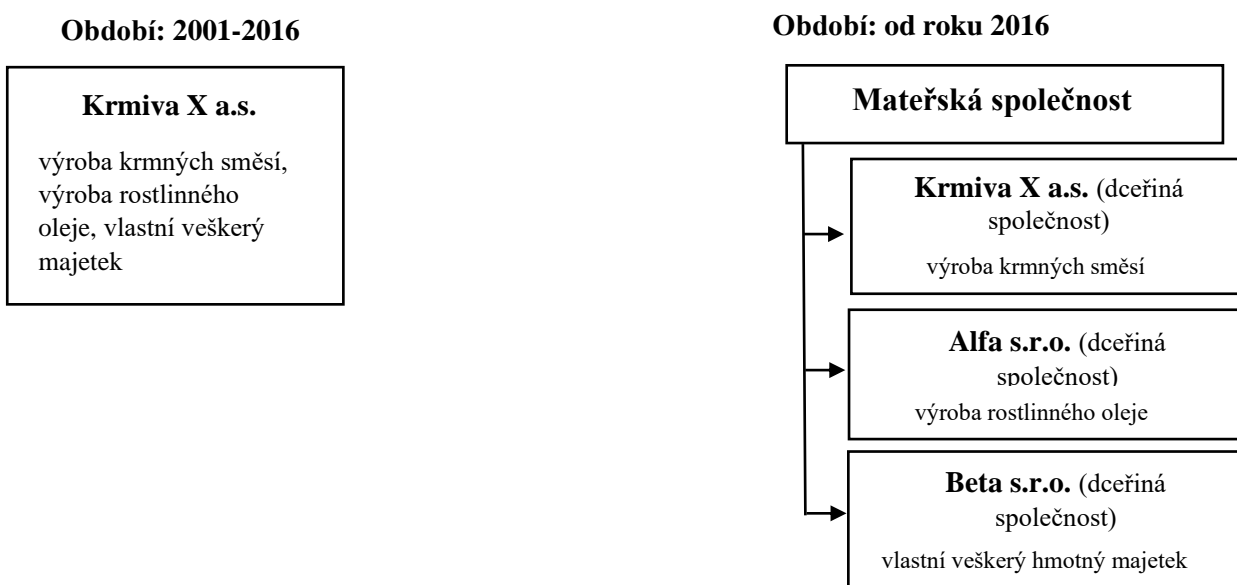 Období: 2001-2016
Krmiva X a.s.
výroba krmných směsí,
výroba rostlinného
oleje, vlastní veškerý
majetek
Období: od roku 2016
Mateřská společnost
Krmiva X a.s. (dceřiná
společnost)
výroba krmných směsí
Alfa s.r.o. (dceřiná
společnost)
výroba rostlinného oleje
Beta s.r.o. (dceřiná
společnost)
vlastní veškerý hmotný majetek